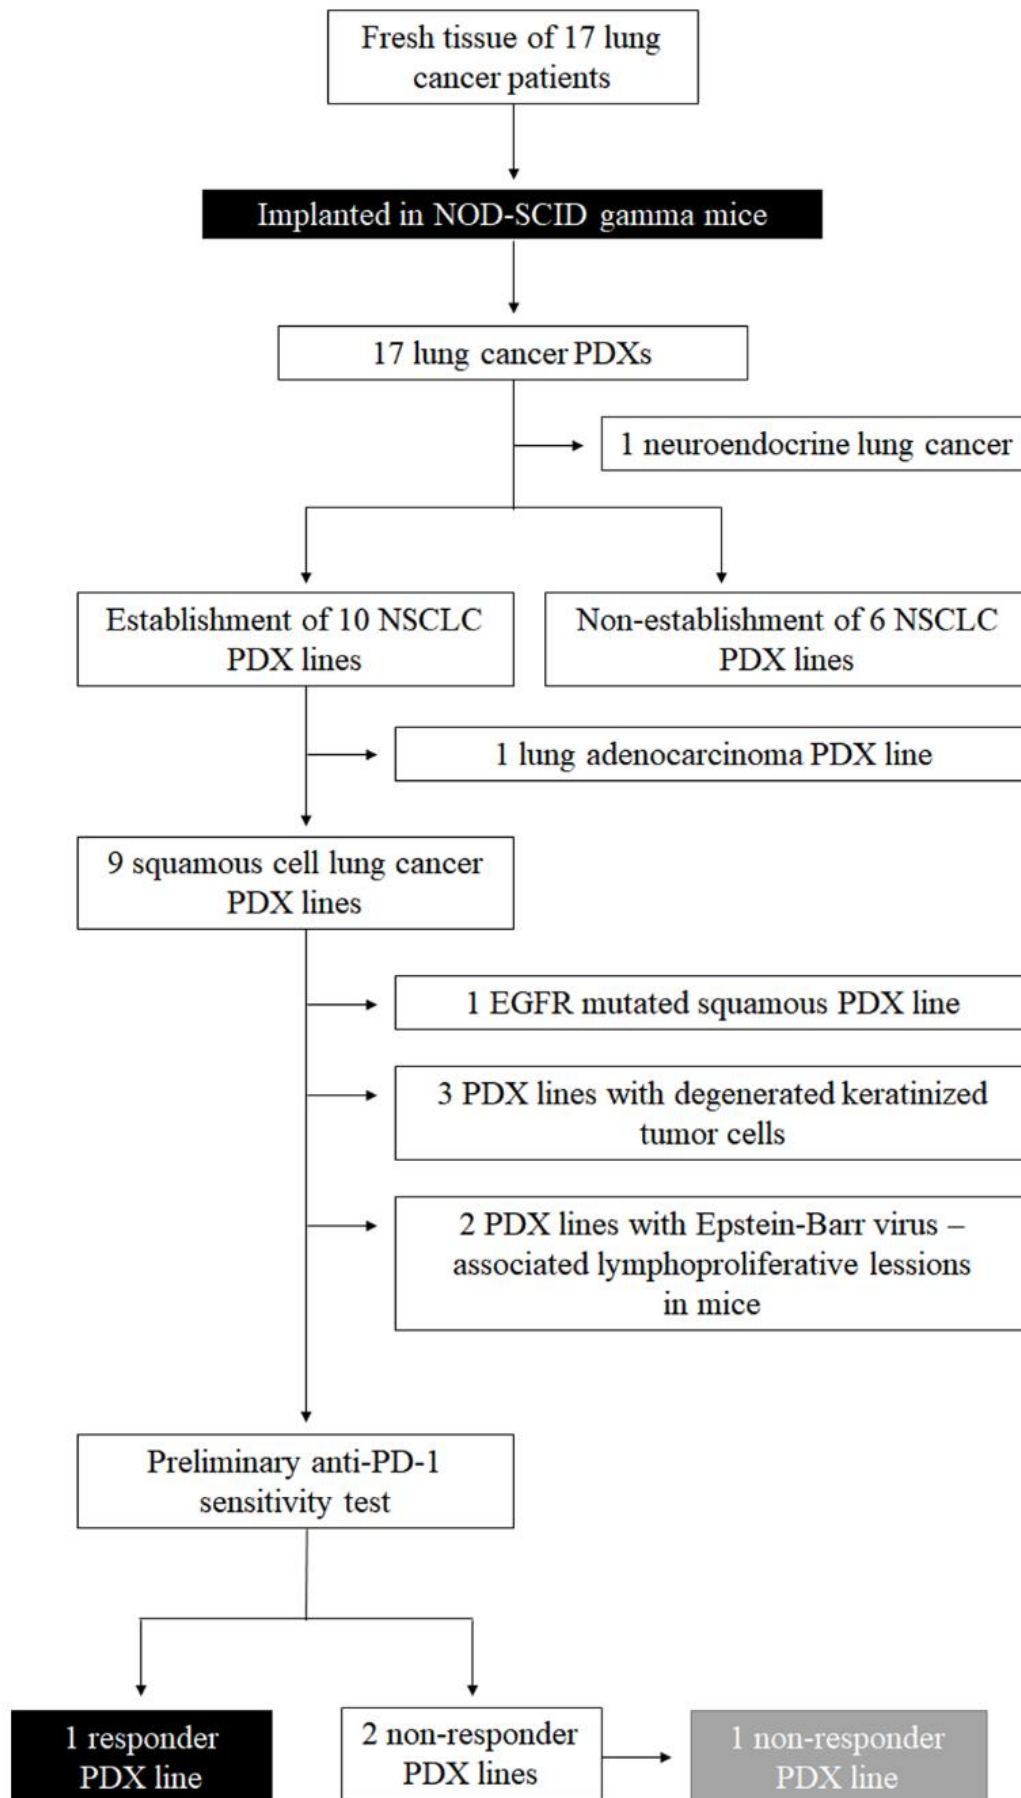 Fresh tissue of 17 lung
cancer patients
Implanted in NOD-SCID gamma mice
17 lung cancer PDXs
1 neuroendocrine lung cancer
Establishment of 10 NSCLC
PDX lines
Non-establishment of 6 NSCLC
PDX lines
1 lung adenocarcinoma PDX line
9 squamous cell lung cancer
PDX lines
1 EGFR mutated squamous PDX line
3 PDX lines with degenerated keratinized
tumor cells
2 PDX lines with Epstein-Barr virus –
associated lymphoproliferative lessions
in mice
Preliminary anti-PD-1
sensitivity test
1 responder
PDX line
2 non-responder
PDX lines
1 non-responder
PDX line